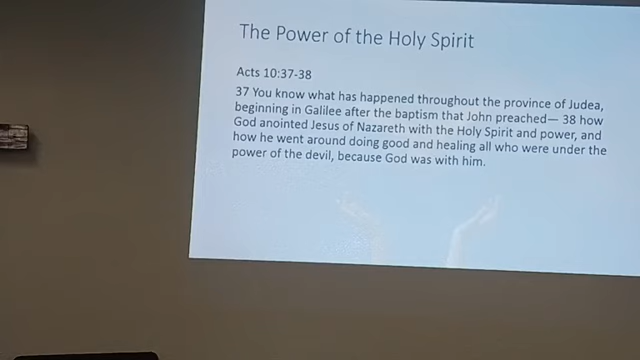 The Power of the Holy Spirit
Acts 10:37-38
37 You know what has happened throughout the province of Judea,
beginning in Galilee after the baptism that John preached— 38 how
God anointed Jesus of Nazareth with the Holy Spirit and power, and
how he went around doing good and healing all who were under the
power of the devil, because God was with him.